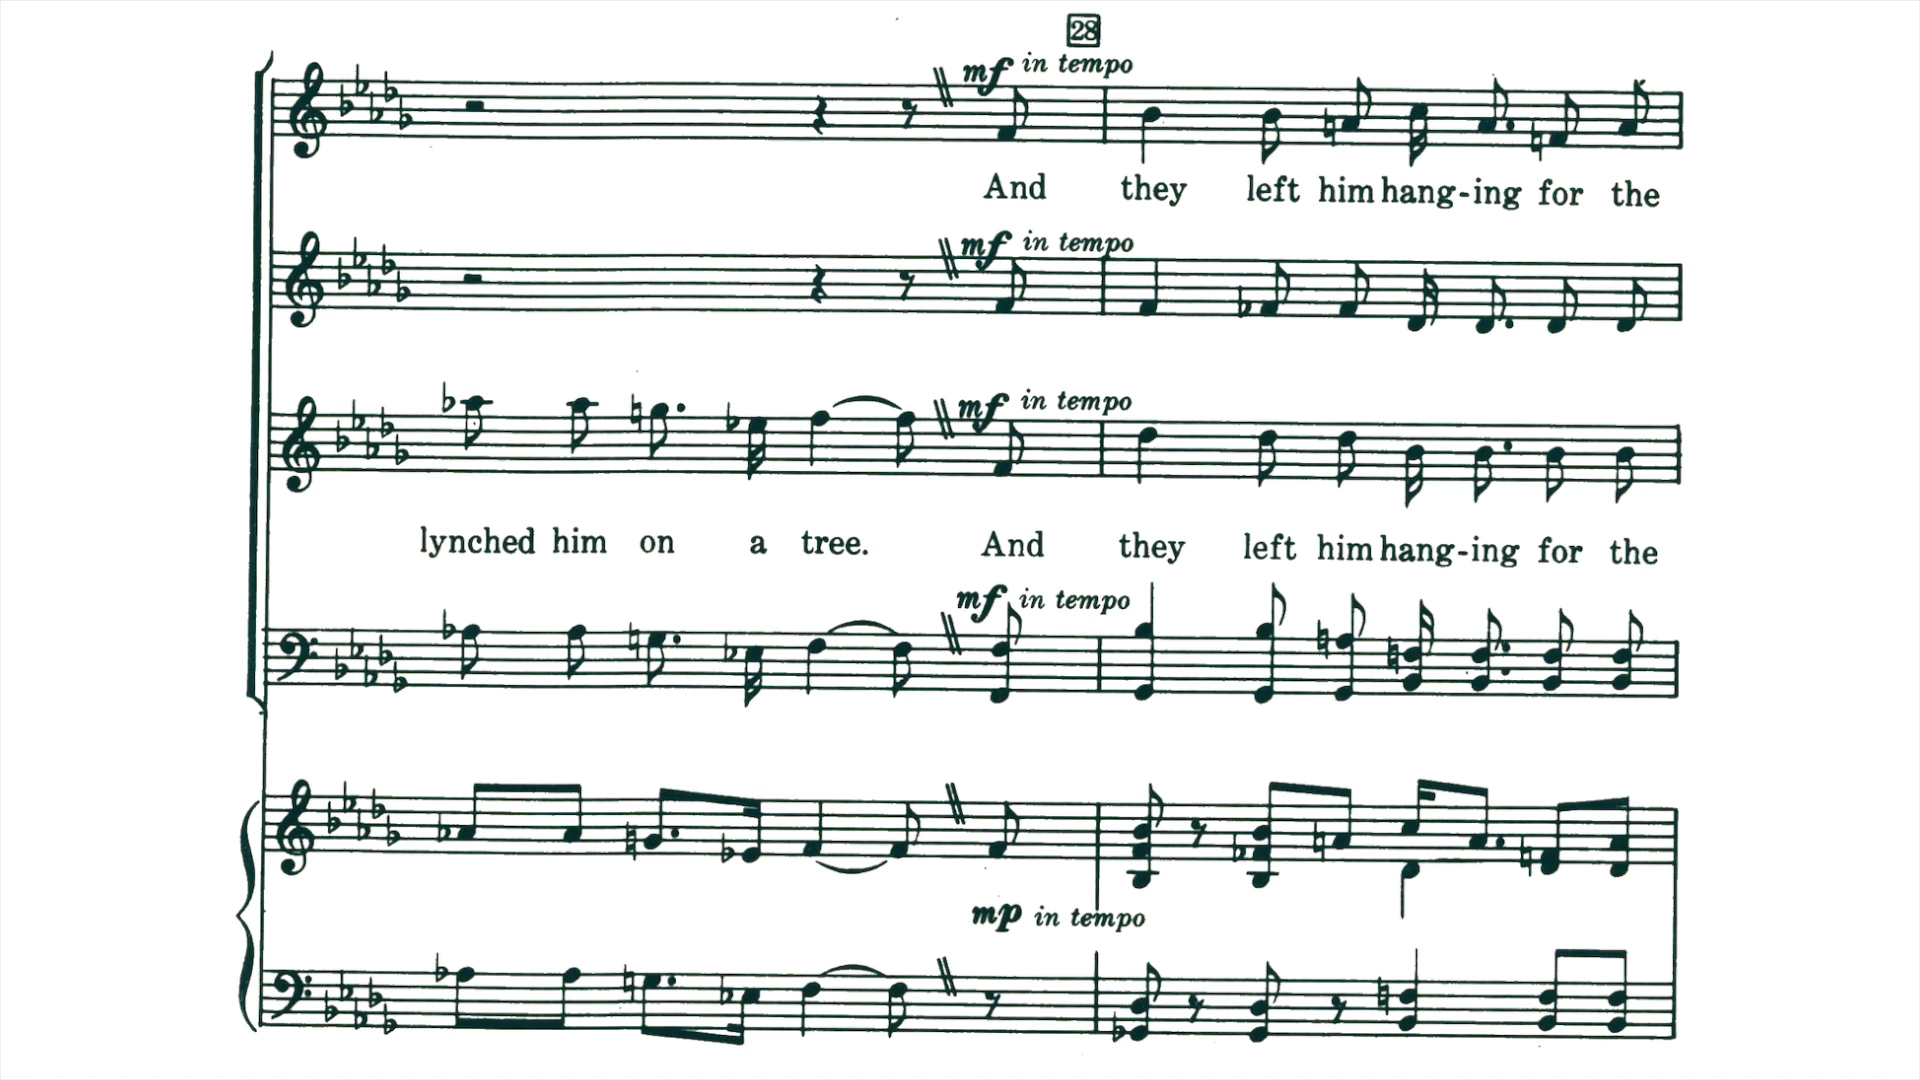 28
mf in tempo
And they left him hang-ing for the
mf in tempo
mf in tempo
lynched him on a tree. And they left him hang-ing for the
mf in tempo
mp in tempo